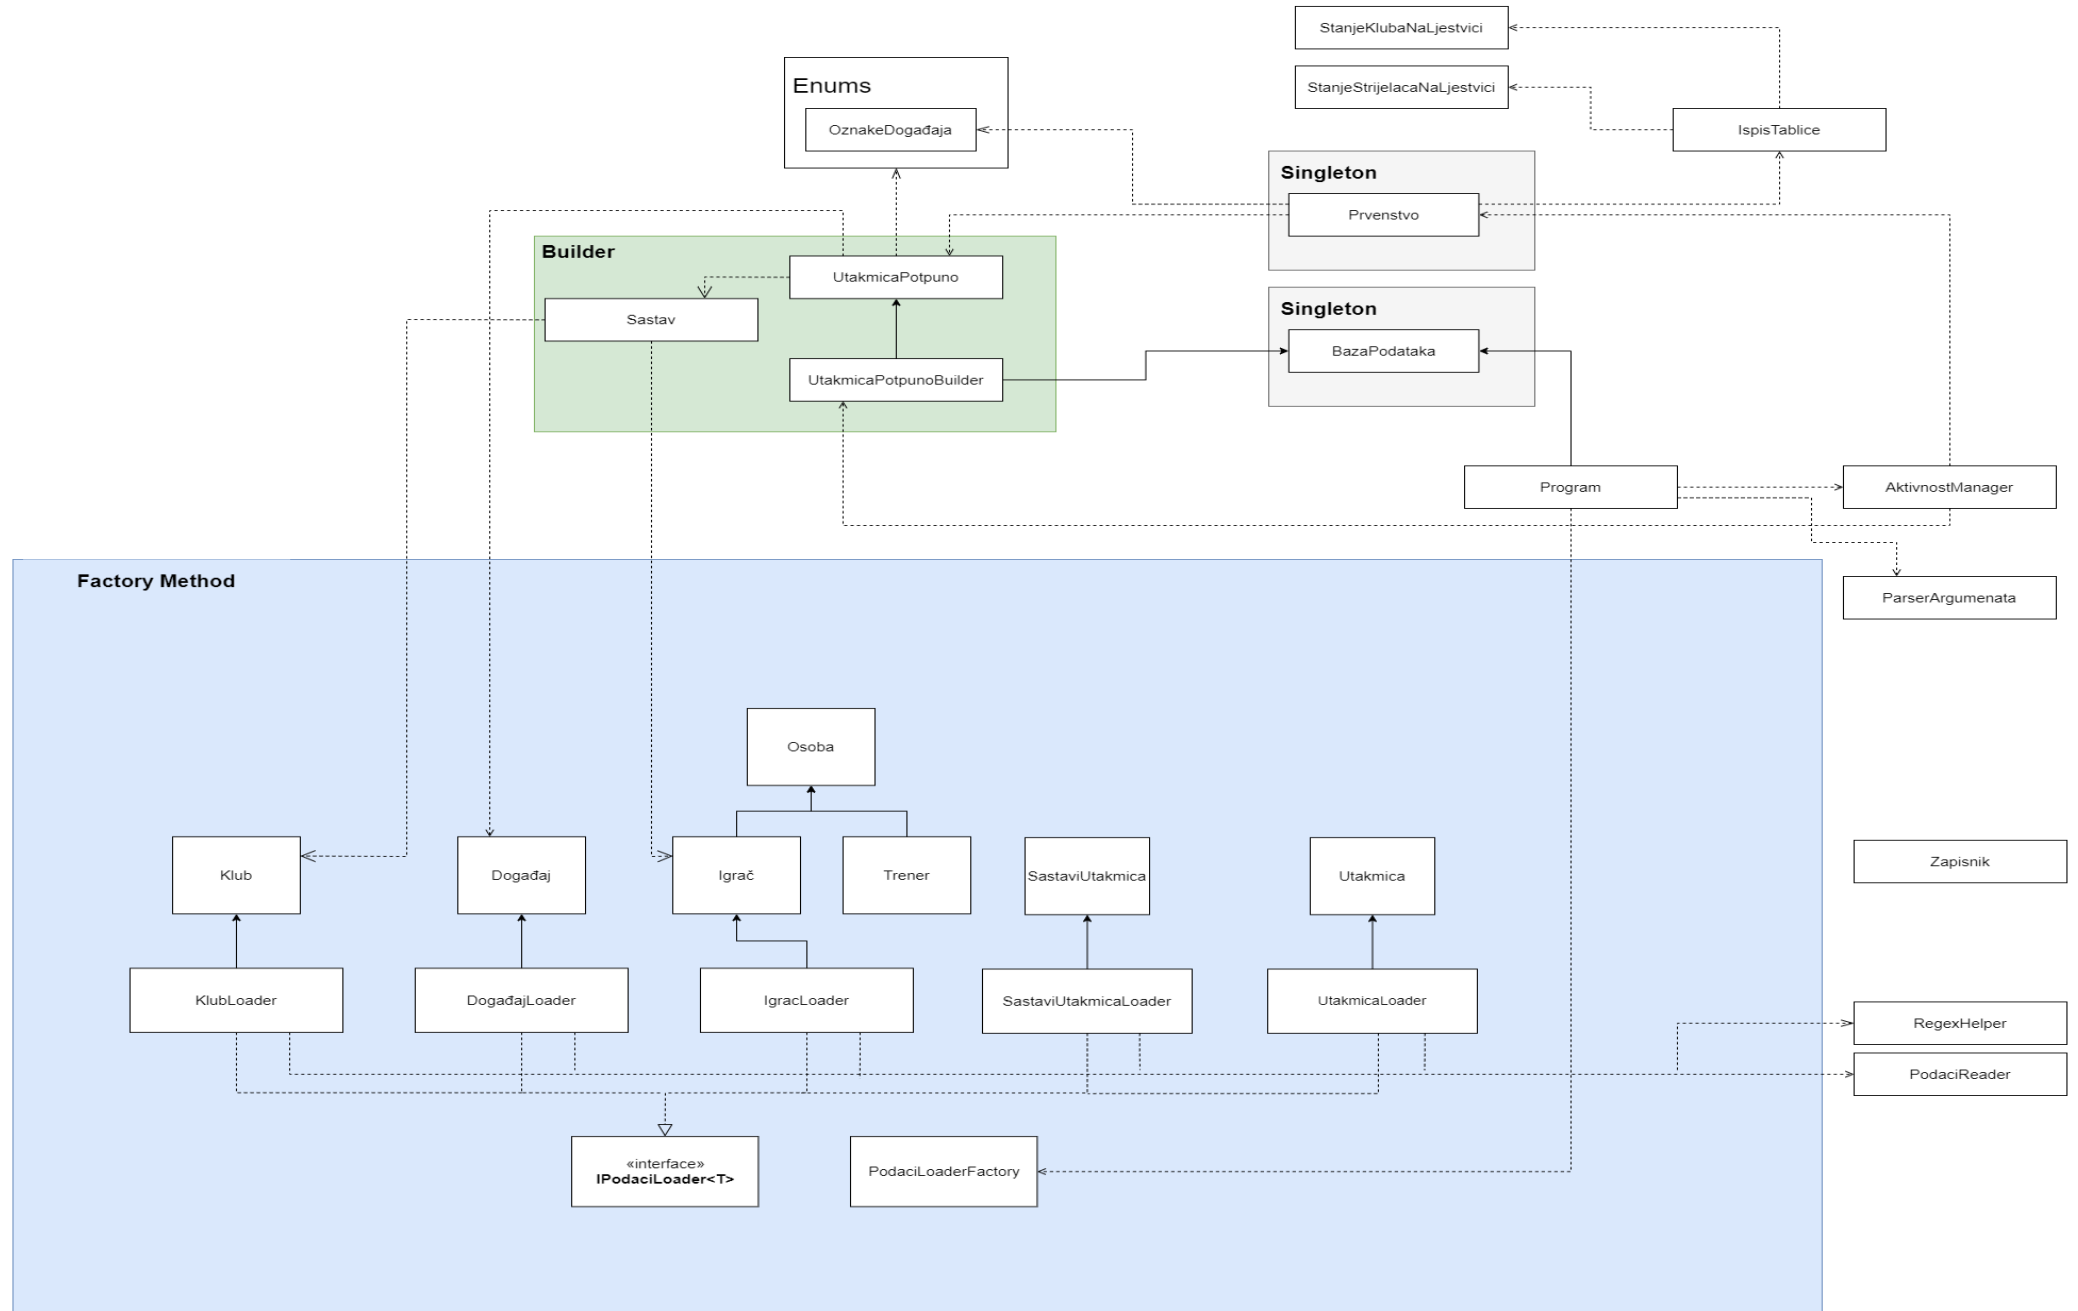 StanjeKlubaNaLjestvici
StanjeStrijelacaNaLjestvici
Enums
OznakeDogađaja
IspisTablice
Singleton
Prvenstvo
Builder
UtakmicaPotpuno
Sastav
Singleton
BazaPodataka
UtakmicaPotpunoBuilder
Program
AktivnostManager
Factory Method
ParserArgumenata
Osoba
Klub
Događaj
Igrač
Trener
SastaviUtakmica
Utakmica
Zapisnik
KlubLoader
DogađajLoader
IgracLoader
SastaviUtakmicaLoader
UtakmicaLoader
RegexHelper
PodaciReader
«interface»
IPodaciLoader<T>
PodaciLoaderFactory